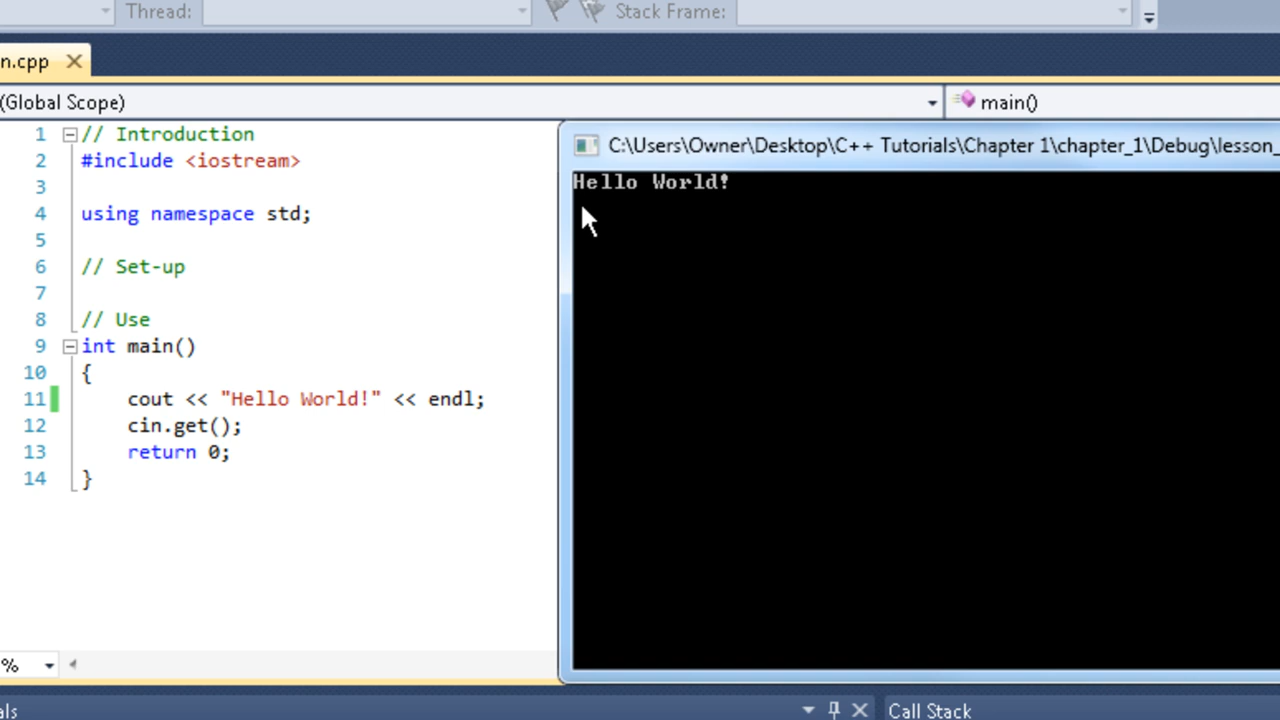 Thread:
Stack Frame:
n.cpp
(Global Scope)
main()
1 // Introduction
2 #include <iostream>
3
4 using namespace std;
5
6 // Set-up
7
8 // Use
9 int main()
10 {
11 cout << "Hello World!" << endl;
12 cin.get();
13 return 0;
14 }
C:\Users\Owner\Desktop\C++ Tutorials\Chapter 1\chapter_1\Debug\lesson_
Hello World!
%
als
Call Stack